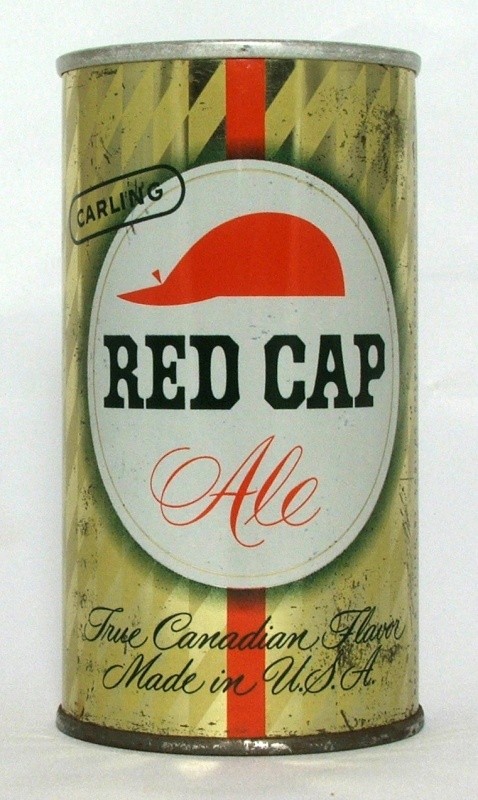 CARLING
RED CAP
Ale
True Canadian Flavor
Made in U.S.A.